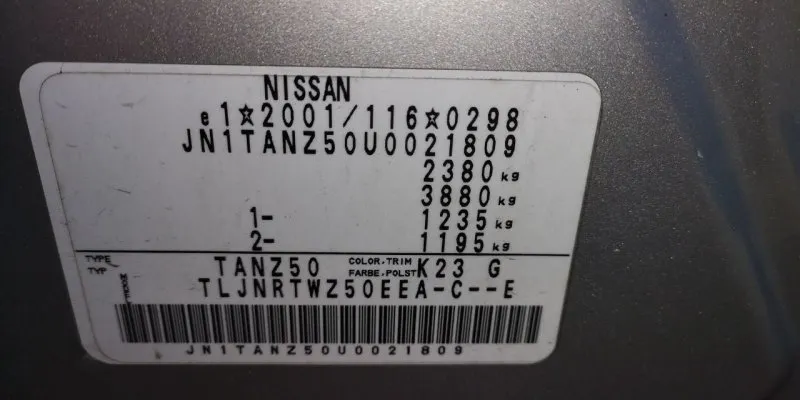 NISSAN
e1☆2001/116☆0298
JN1TANZ50U0021809
2380 kg
3880 kg
1- 1235 kg
2- 1195 kg
TYPE TYP TANZ50 COLOR,TRIM FARBE,POLST K23 G
TLJNRTWZ50EEA-C--E
JN1TANZ50U0021809